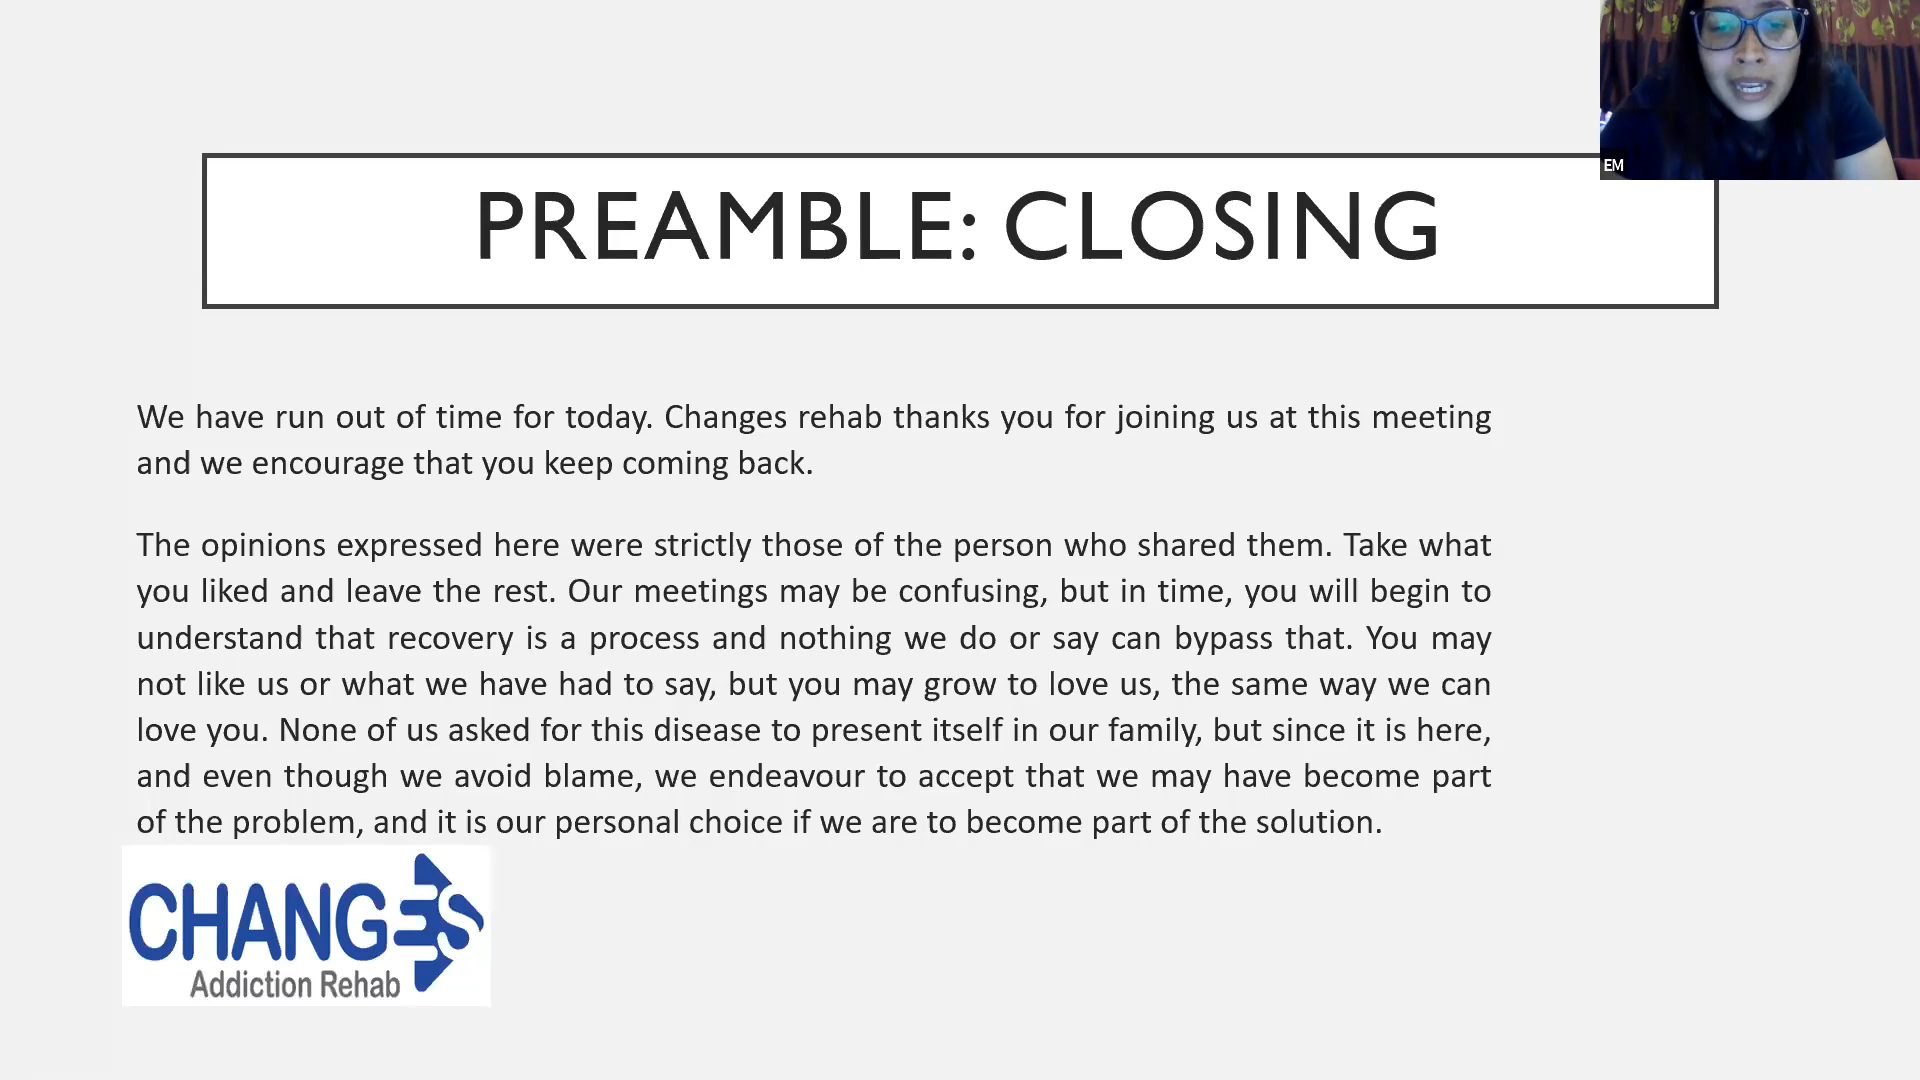 EM
PREAMBLE: CLOSING
We have run out of time for today. Changes rehab thanks you for joining us at this meeting
and we encourage that you keep coming back.
The opinions expressed here were strictly those of the person who shared them. Take what
you liked and leave the rest. Our meetings may be confusing, but in time, you will begin to
understand that recovery is a process and nothing we do or say can bypass that. You may
not like us or what we have had to say, but you may grow to love us, the same way we can
love you. None of us asked for this disease to present itself in our family, but since it is here,
and even though we avoid blame, we endeavour to accept that we may have become part
of the problem, and it is our personal choice if we are to become part of the solution.
CHANGES
Addiction Rehab